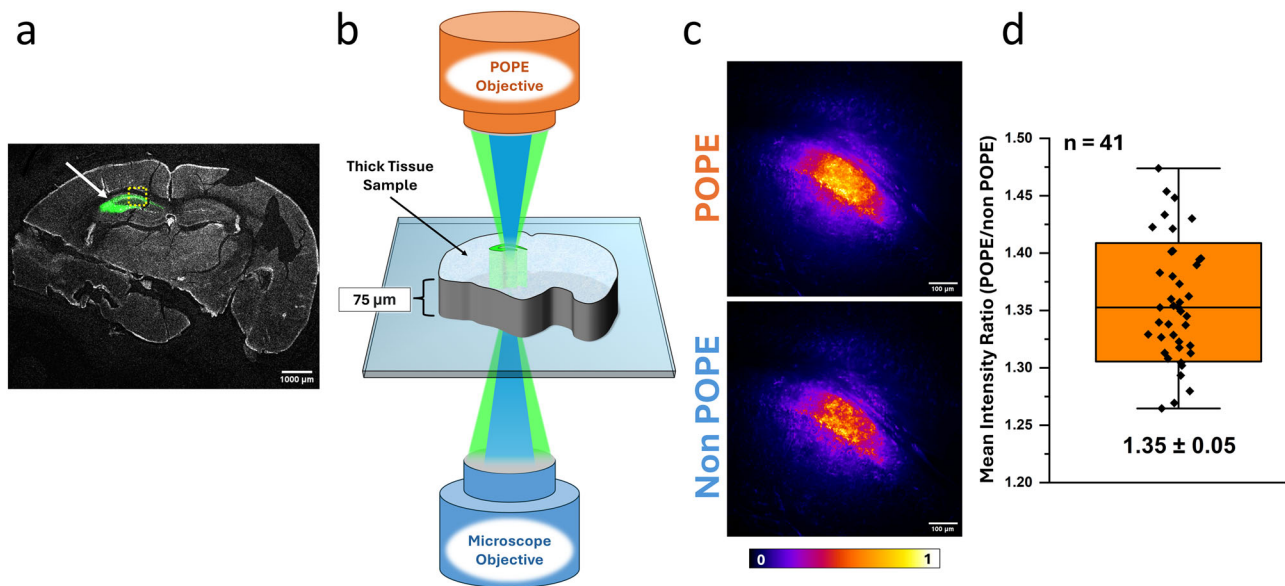 a
1000 µm
b
POPE
Objective
Thick Tissue
Sample
75 µm
Microscope
Objective
c
POPE
100 µm
Non POPE
100 µm
0
1
d
Mean Intensity Ratio (POPE/non POPE)
1.50
1.45
1.40
1.35
1.30
1.25
1.20
n = 41
1.35 ± 0.05